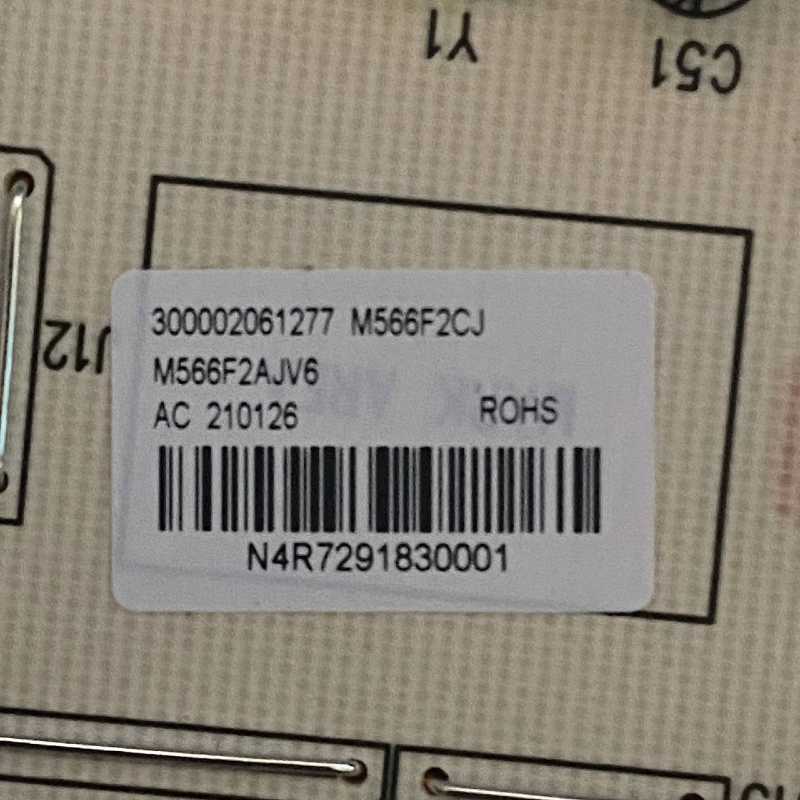 Y1
C51
300002061277 M566F2CJ
J12
M566F2AJV6
AC 210126 ROHS
N4R7291830001